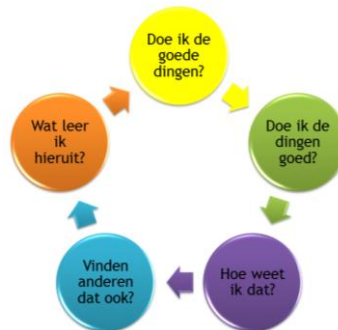 Doe ik de
goede
dingen?
Doe ik de
dingen
goed?
Hoe weet
ik dat?
Vinden
anderen
dat ook?
Wat leer
ik
hieruit?